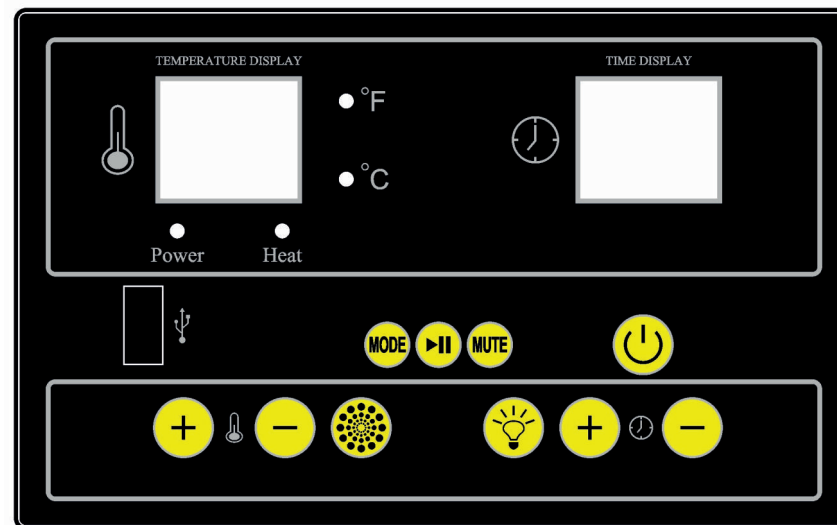 TEMPERATURE DISPLAY
TIME DISPLAY
°F
°C
Power
Heat
MODE
MUTE